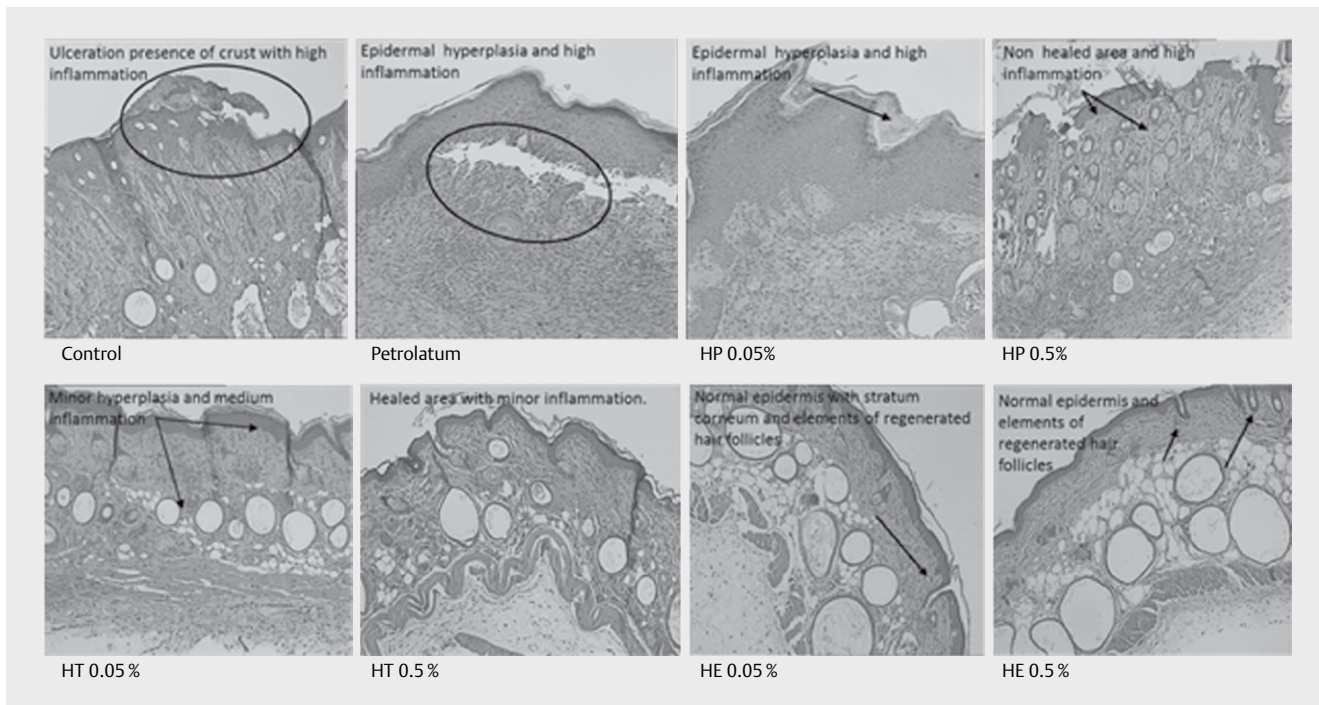 Ulceration presence of crust with high
inflammation
Control
Epidermal hyperplasia and high
inflammation
Petrolatum
Epidermal hyperplasia and high
inflammation
HP 0.05%
Non healed area and high
inflammation
HP 0.5%
Minor hyperplasia and medium
inflammation
HT 0.05 %
Healed area with minor inflammation.
HT 0.5 %
Normal epidermis with stratum
corneum and elements of regenerated
hair follicles
HE 0.05 %
Normal epidermis and
elements of
regenerated hair
follicles
HE 0.5 %